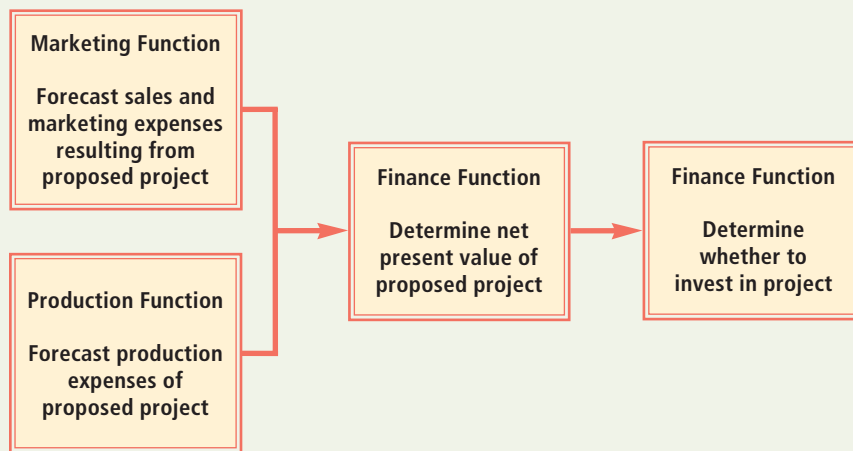 Marketing Function
Forecast sales and
marketing expenses
resulting from
proposed project
Production Function
Forecast production
expenses of
proposed project
Finance Function
Determine net
present value of
proposed project
Finance Function
Determine
whether to
invest in project